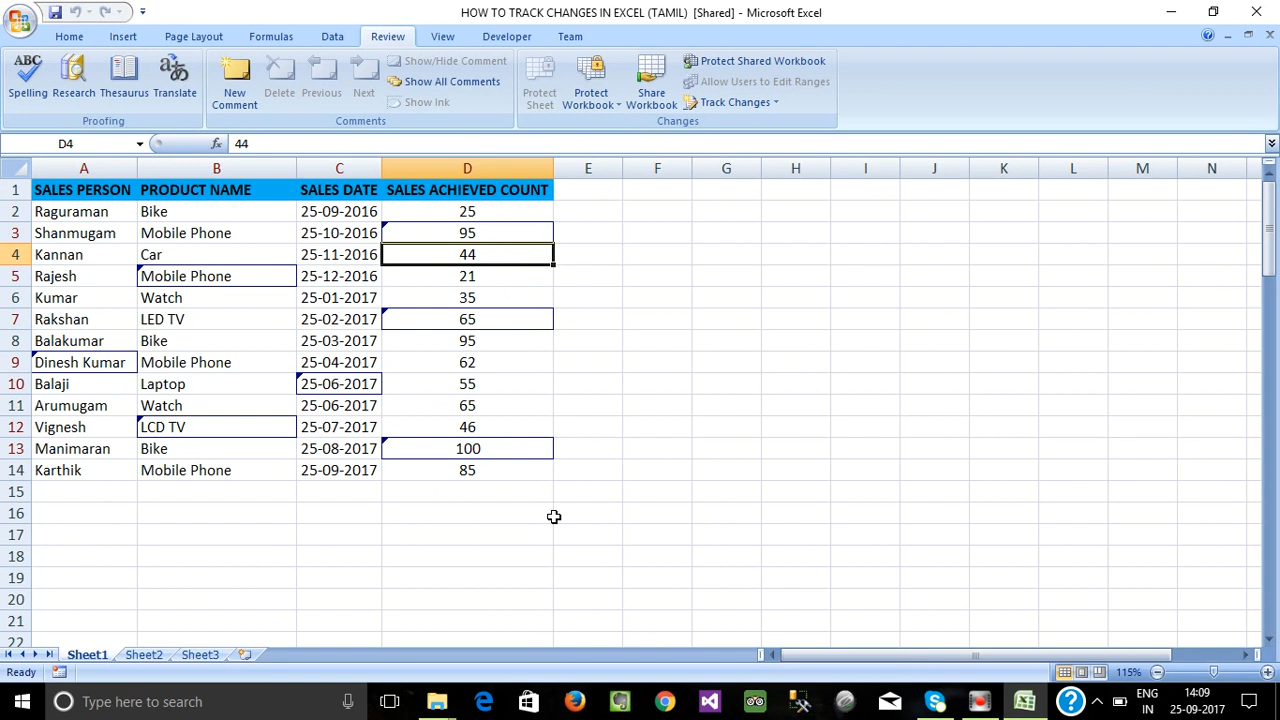 HOW TO TRACK CHANGES IN EXCEL (TAMIL) [Shared] - Microsoft Excel
Home Insert Page Layout Formulas Data Review View Developer Team
ABC Spelling Research Thesaurus Translate
Proofing
New Comment Delete Previous Next
Show/Hide Comment
Show All Comments
Show Ink
Comments
Protect Sheet Protect Workbook Share Workbook
Protect Shared Workbook
Allow Users to Edit Ranges
Track Changes
Changes
D4 fx 44
A B C D E F G H I J K L M N
1 SALES PERSON PRODUCT NAME SALES DATE SALES ACHIEVED COUNT
2 Raguraman Bike 25-09-2016 25
3 Shanmugam Mobile Phone 25-10-2016 95
4 Kannan Car 25-11-2016 44
5 Rajesh Mobile Phone 25-12-2016 21
6 Kumar Watch 25-01-2017 35
7 Rakshan LED TV 25-02-2017 65
8 Balakumar Bike 25-03-2017 95
9 Dinesh Kumar Mobile Phone 25-04-2017 62
10 Balaji Laptop 25-06-2017 55
11 Arumugam Watch 25-06-2017 65
12 Vignesh LCD TV 25-07-2017 46
13 Manimaran Bike 25-08-2017 100
14 Karthik Mobile Phone 25-09-2017 85
15
16
17
18
19
20
21
22
Sheet1 Sheet2 Sheet3
Ready 115%
Type here to search ENG 14:09
IN 25-09-2017